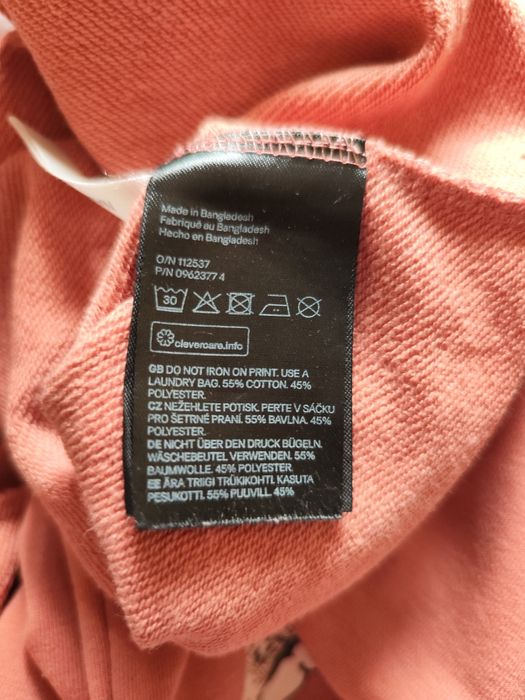 Made in Bangladesh
Fabriqué au Bangladesh
Hecho en Bangladesh
O/N 112537
P/N 0962377 4
30
clevercare.info
GB DO NOT IRON ON PRINT. USE A
LAUNDRY BAG. 55% COTTON. 45%
POLYESTER.
CZ NEŽEHLETE POTISK. PERTE V SÁČKU
PRO ŠETRNÉ PRANÍ. 55% BAVLNA. 45%
POLYESTER.
DE NICHT ÜBER DEN DRUCK BÜGELN.
WÄSCHEBEUTEL VERWENDEN. 55%
BAUMWOLLE. 45% POLYESTER.
EE ÄRA TRIIGI TRÜKIKOHTI. KASUTA
PESUKOTTI. 55% PUUVILL. 45%